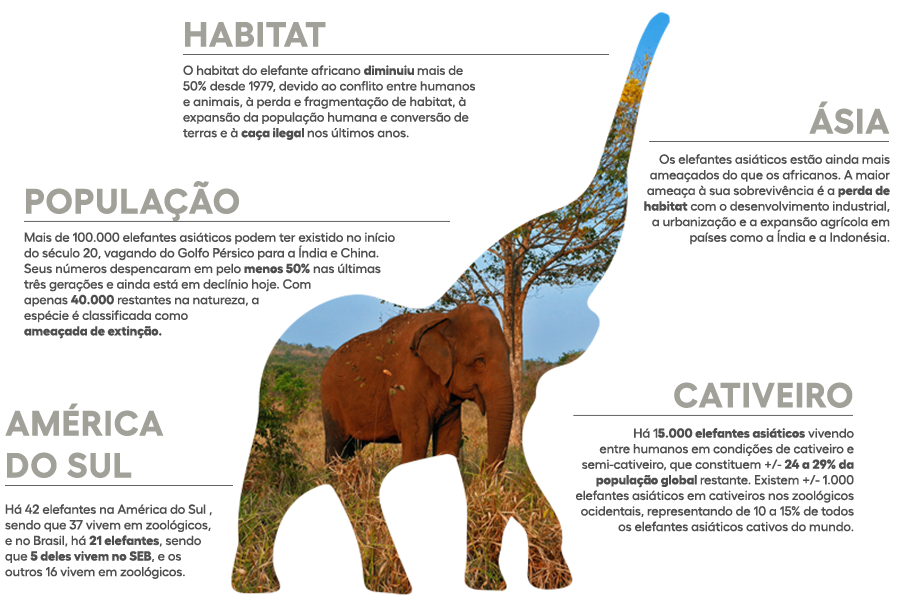 HABITAT
O habitat do elefante africano diminuiu mais de
50% desde 1979, devido ao conflito entre humanos
e animais, à perda e fragmentação de habitat, à
expansão da população humana e conversão de
terras e à caça ilegal nos últimos anos.
ÁSIA
Os elefantes asiáticos estão ainda mais
ameaçados do que os africanos. A maior
ameaça à sua sobrevivência é a perda de
habitat com o desenvolvimento industrial,
a urbanização e a expansão agrícola em
países como a Índia e a Indonésia.
POPULAÇÃO
Mais de 100.000 elefantes asiáticos podem ter existido no início
do século 20, vagando do Golfo Pérsico para a Índia e China.
Seus números despencaram em pelo menos 50% nas últimas
três gerações e ainda está em declínio hoje. Com
apenas 40.000 restantes na natureza, a
espécie é classificada como
ameaçada de extinção.
CATIVEIRO
Há 15.000 elefantes asiáticos vivendo
entre humanos em condições de cativeiro e
semi-cativeiro, que constituem +/- 24 a 29% da
população global restante. Existem +/- 1.000
elefantes asiáticos em cativeiros nos zoológicos
ocidentais, representando de 10 a 15% de todos
os elefantes asiáticos cativos do mundo.
AMÉRICA
DO SUL
Há 42 elefantes na América do Sul ,
sendo que 37 vivem em zoológicos,
e no Brasil, há 21 elefantes, sendo
que 5 deles vivem no SEB, e os
outros 16 vivem em zoológicos.